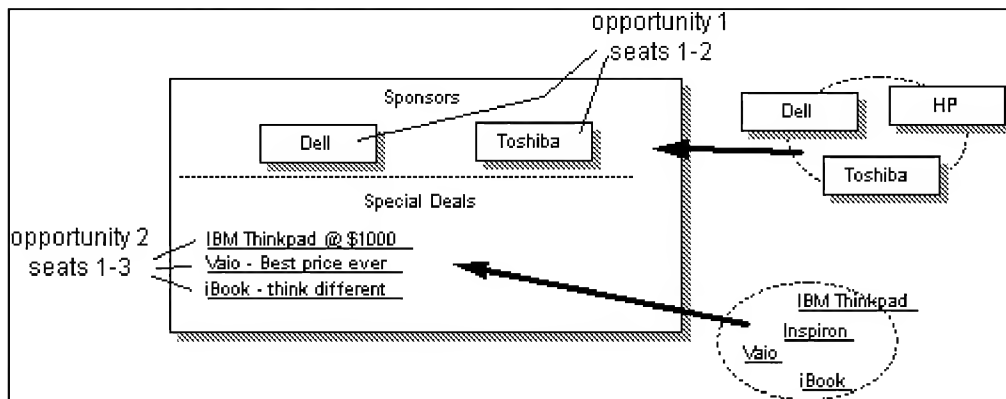 opportunity 1
seats 1-2
Sponsors
Dell
Toshiba
Special Deals
opportunity 2
seats 1-3
IBM Thinkpad @ $1000
Vaio - Best price ever
iBook - think different
Dell
HP
Toshiba
IBM Thinkpad
Inspiron
Vaio
iBook